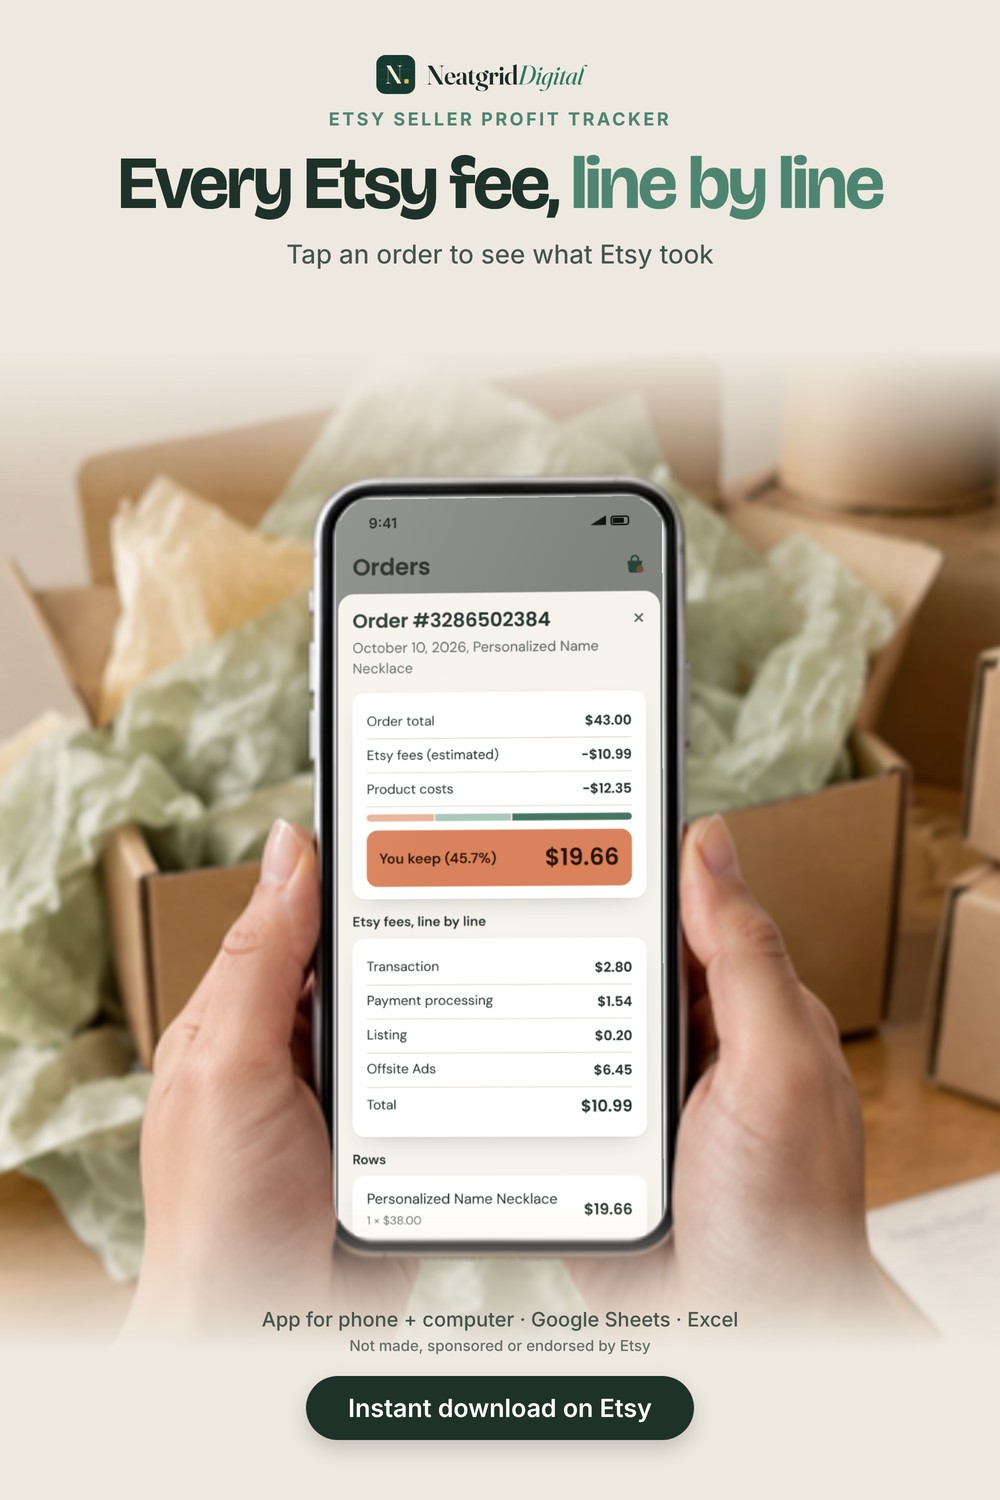 N.
NeatgridDigital
ETSY SELLER PROFIT TRACKER
Every Etsy fee, line by line
Tap an order to see what Etsy took
9:41
Orders
Order #3286502384
×
October 10, 2026, Personalized Name
Necklace
Order total $43.00
Etsy fees (estimated) -$10.99
Product costs -$12.35
You keep (45.7%) $19.66
Etsy fees, line by line
Transaction $2.80
Payment processing $1.54
Listing $0.20
Offsite Ads $6.45
Total $10.99
Rows
Personalized Name Necklace $19.66
1 × $38.00
App for phone + computer · Google Sheets · Excel
Not made, sponsored or endorsed by Etsy
Instant download on Etsy